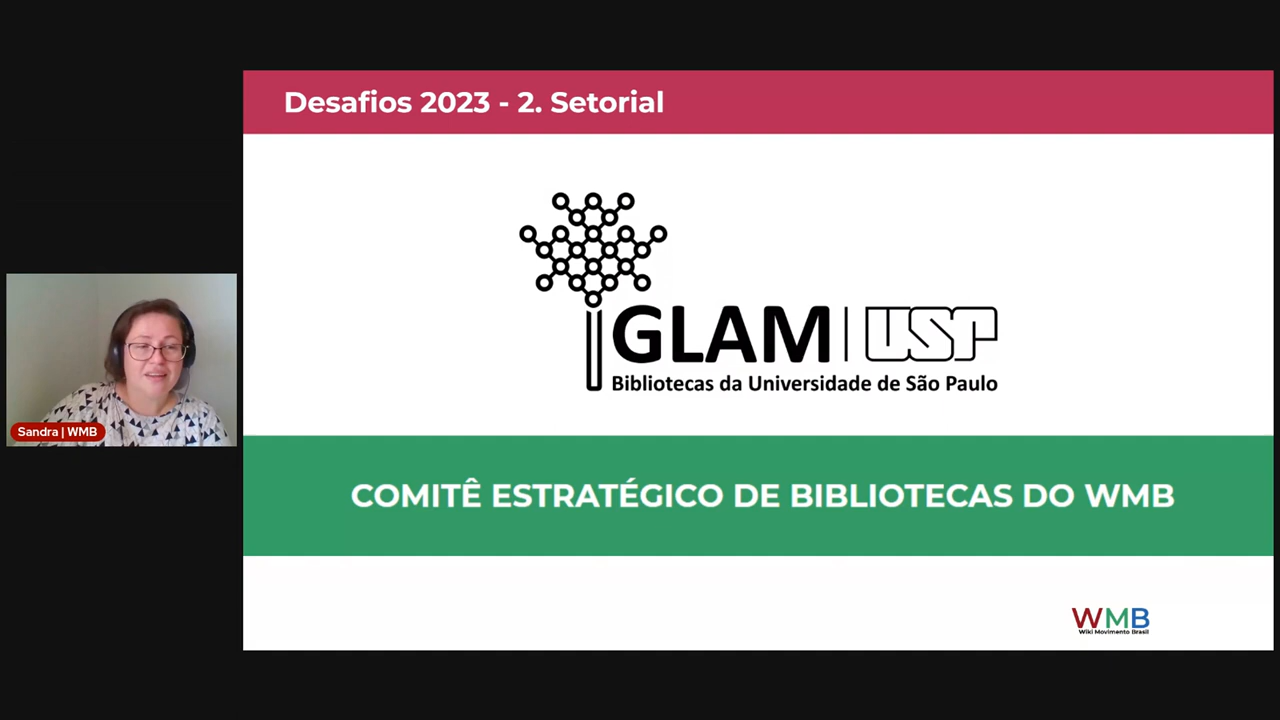 Desafios 2023 - 2. Setorial
GLAM | USP
Bibliotecas da Universidade de São Paulo
Sandra | WMB
COMITÊ ESTRATÉGICO DE BIBLIOTECAS DO WMB
WMB
Wiki Movimento Brasil